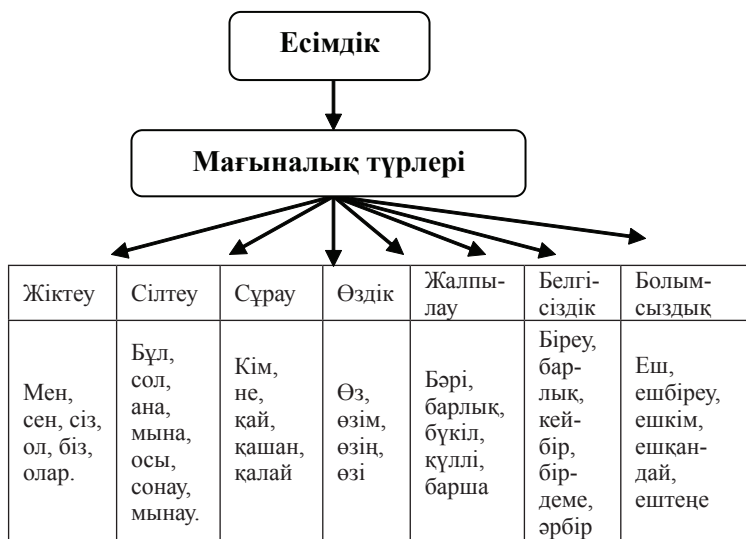 Есімдік
Мағыналық түрлері
Жіктеу
Сілтеу
Сұрау
Өздік
Жалпы-
лау
Белгі-
сіздік
Болым-
сыздық
Мен,
сен, сіз,
ол, біз,
олар.
Бұл,
сол,
ана,
мына,
осы,
сонау,
мынау.
Кім,
не,
қай,
қашан,
қалай
Өз,
өзім,
өзің,
өзі
Бәрі,
барлық,
бүкіл,
құллі,
барша
Біреу,
бар-
лық,
кей-
бір,
бір-
деме,
әрбір
Еш,
ешбіреу,
ешкім,
ешқан-
дай,
ештеңе